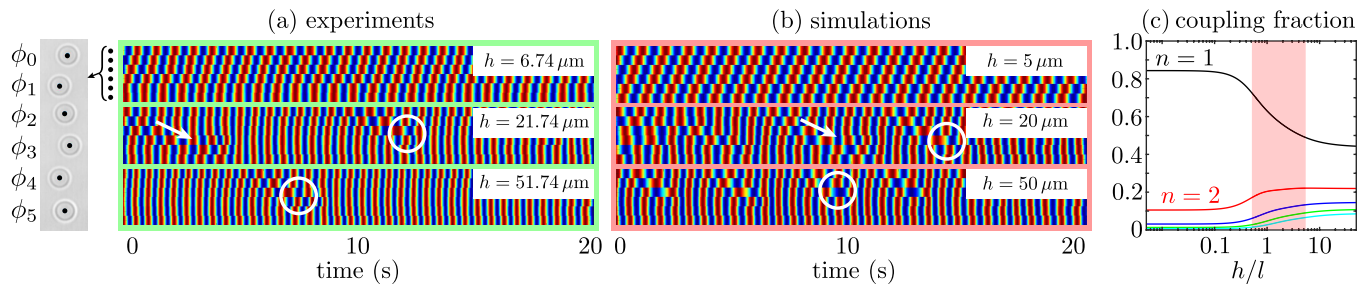 (a) experiments
(b) simulations
(c) coupling fraction
ϕ0
ϕ1
ϕ2
ϕ3
ϕ4
ϕ5
h = 6.74 μm
h = 21.74 μm
h = 51.74 μm
0 10 20
time (s)
h = 5 μm
h = 20 μm
h = 50 μm
0 10 20
time (s)
1.0
0.8
0.6
0.4
0.2
0
n = 1
n = 2
0.1 1 10
h/l